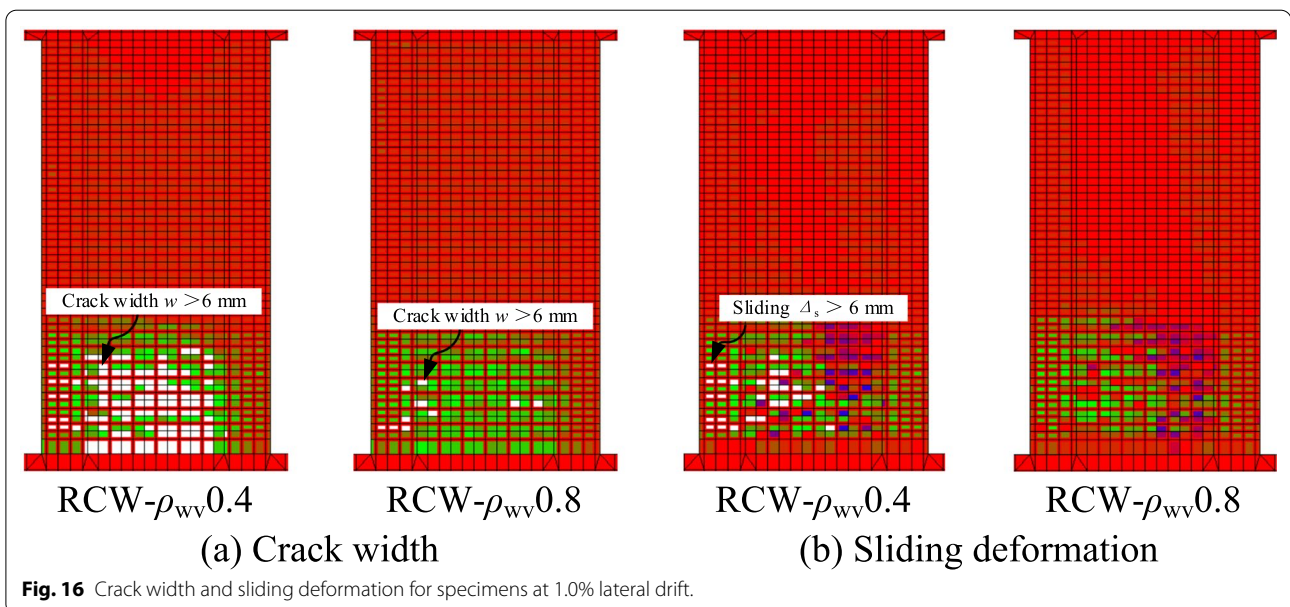 Crack width w >6 mm
Crack width w >6 mm
Sliding Δs > 6 mm
RCW-ρwv0.4
RCW-ρwv0.8
RCW-ρwv0.4
RCW-ρwv0.8
(a) Crack width
(b) Sliding deformation
Fig. 16 Crack width and sliding deformation for specimens at 1.0% lateral drift.